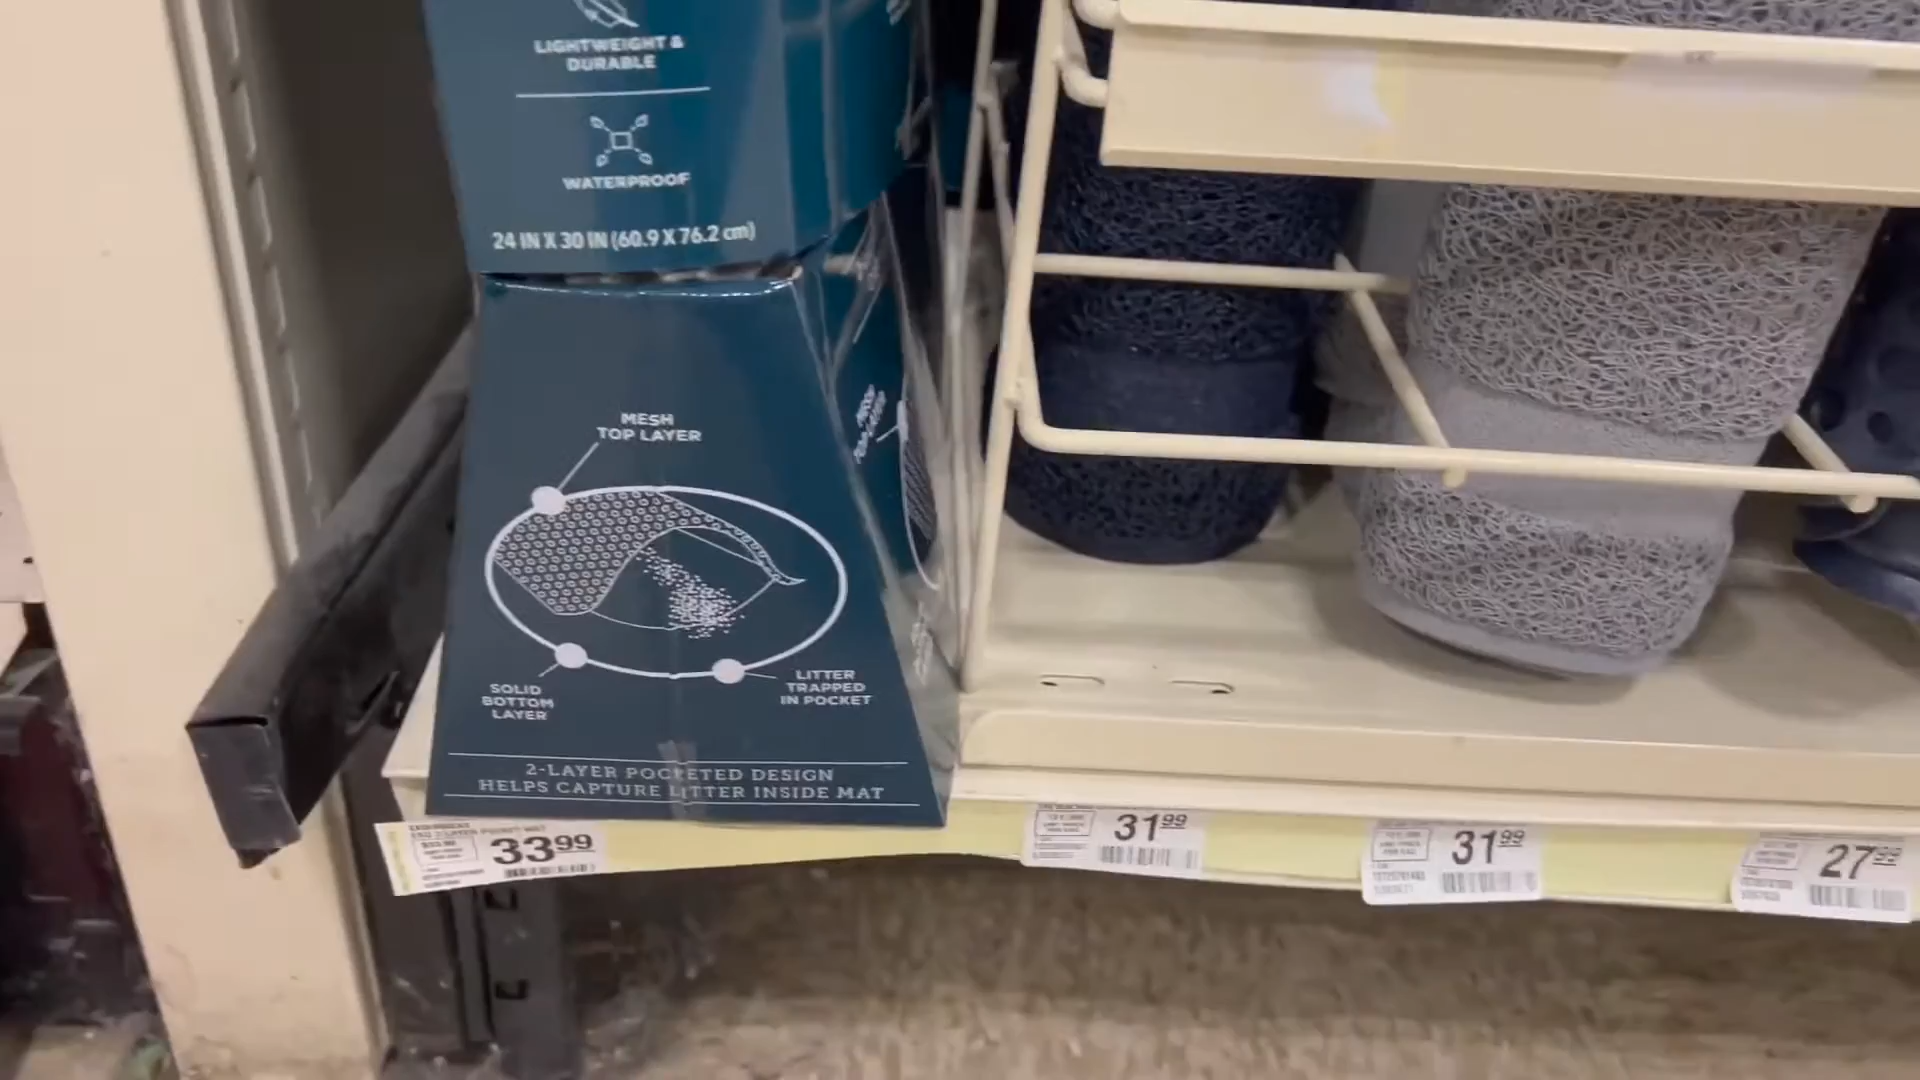 LIGHTWEIGHT &
DURABLE
WATERPROOF
24 IN X 30 IN (60.9 X 76.2 cm)
MESH
TOP LAYER
SOLID
BOTTOM
LAYER
LITTER
TRAPPED
IN POCKET
2-LAYER POCKETED DESIGN
HELPS CAPTURE LITTER INSIDE MAT
33.99
31.99
31.99
27.99